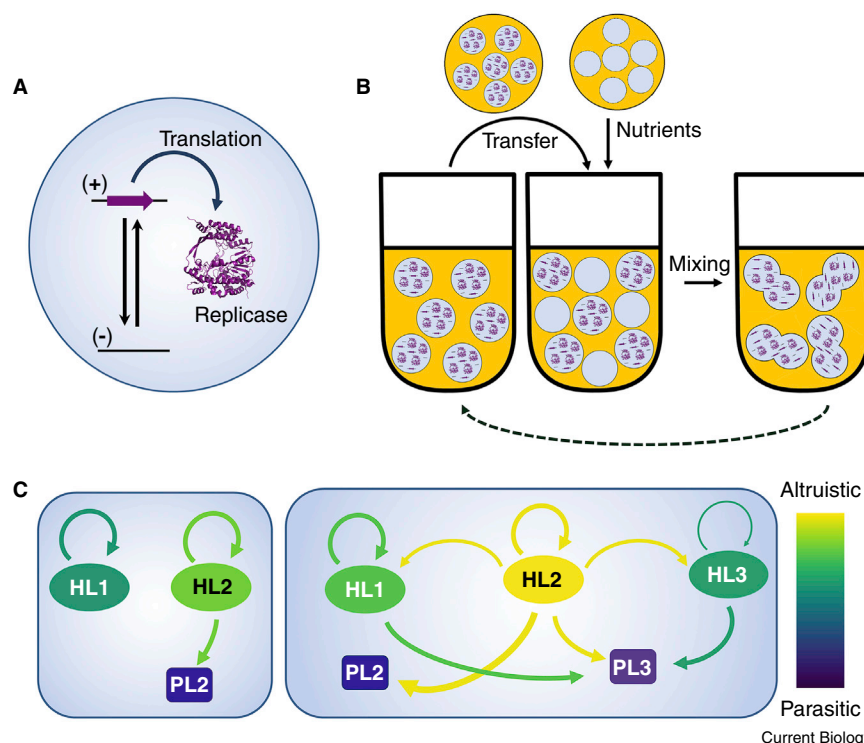 A
Translation
(+)
Replicase
(-)
B
Transfer
Nutrients
Mixing
C
HL1
HL2
PL2
HL1
HL2
HL3
PL2
PL3
Altruistic
Parasitic
Current Biolog